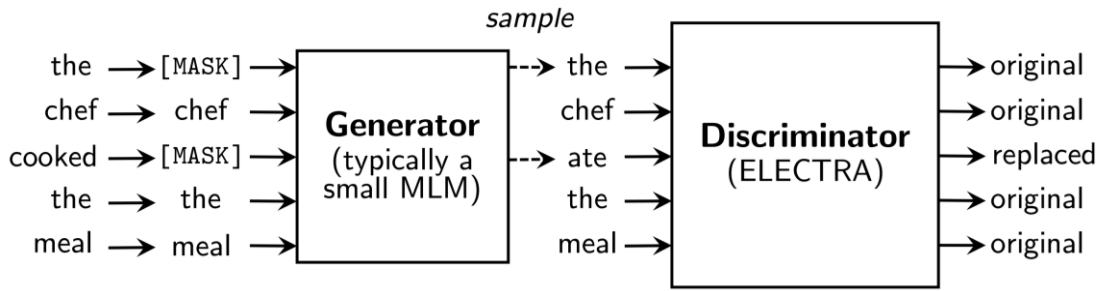 sample
the [MASK] the original
chef chef chef original
cooked [MASK] ate replaced
the the the original
meal meal meal original
Generator
(typically a
small MLM)
Discriminator
(ELECTRA)